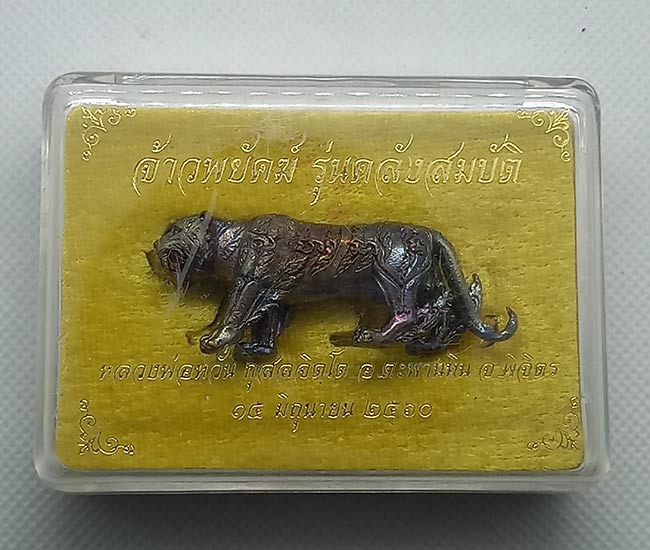 จ้าวพยัคฆ์ รุ่นคลังสมบัติ
หลวงพ่อหวั่น กุสลจิตฺโต อ.ตะพานหิน จ.พิจิตร
๑๕ มิถุนายน ๒๕๖๐